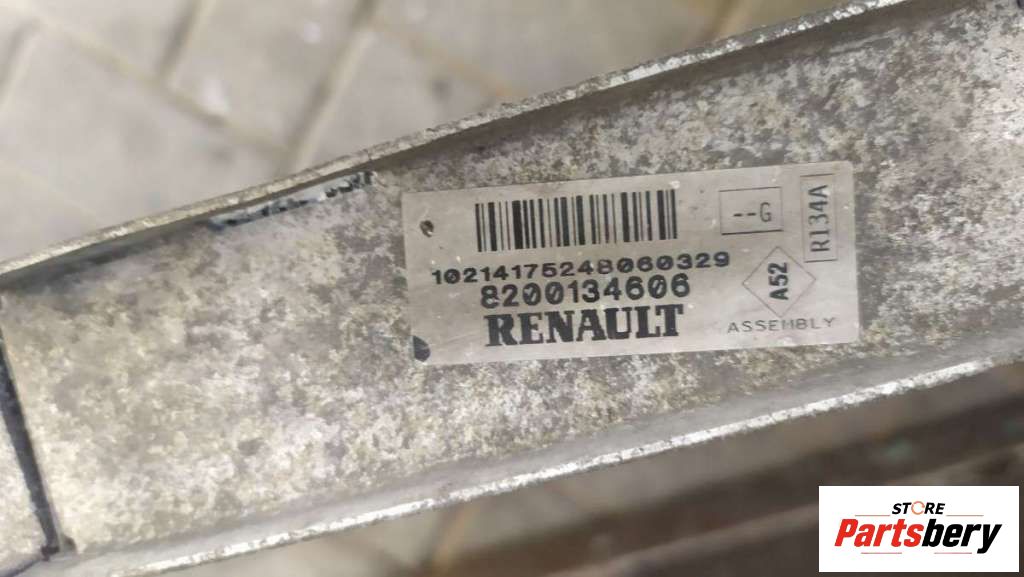 --G
R134A
10214175248060329
8200134606
A52
RENAULT
ASSEMBLY
STORE
Partsbery